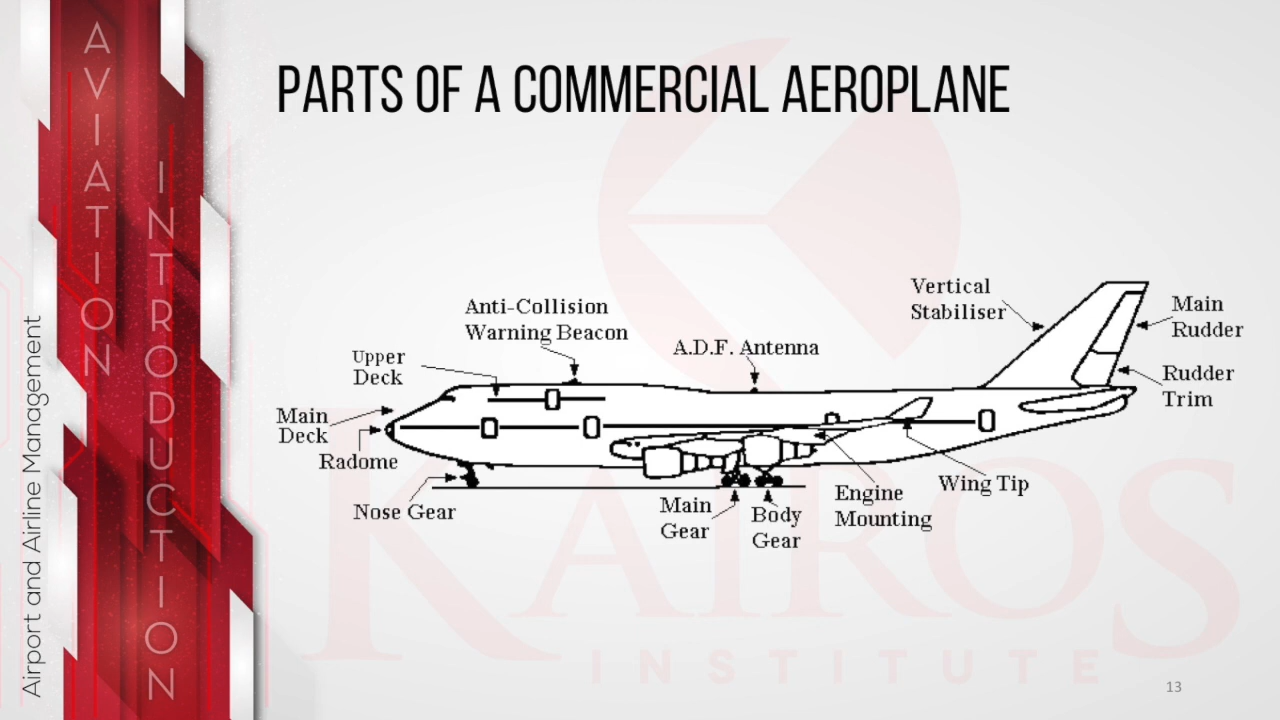 AVIATION
INTRODUCTION
Airport and Airline Management
PARTS OF A COMMERCIAL AEROPLANE
Vertical
Stabiliser
Main
Rudder
Anti-Collision
Warning Beacon
A.D.F. Antenna
Upper
Deck
Rudder
Trim
Main
Deck
Radome
Nose Gear
Main
Gear
Body
Gear
Engine
Mounting
Wing Tip
KAIROS
INSTITUTE
13